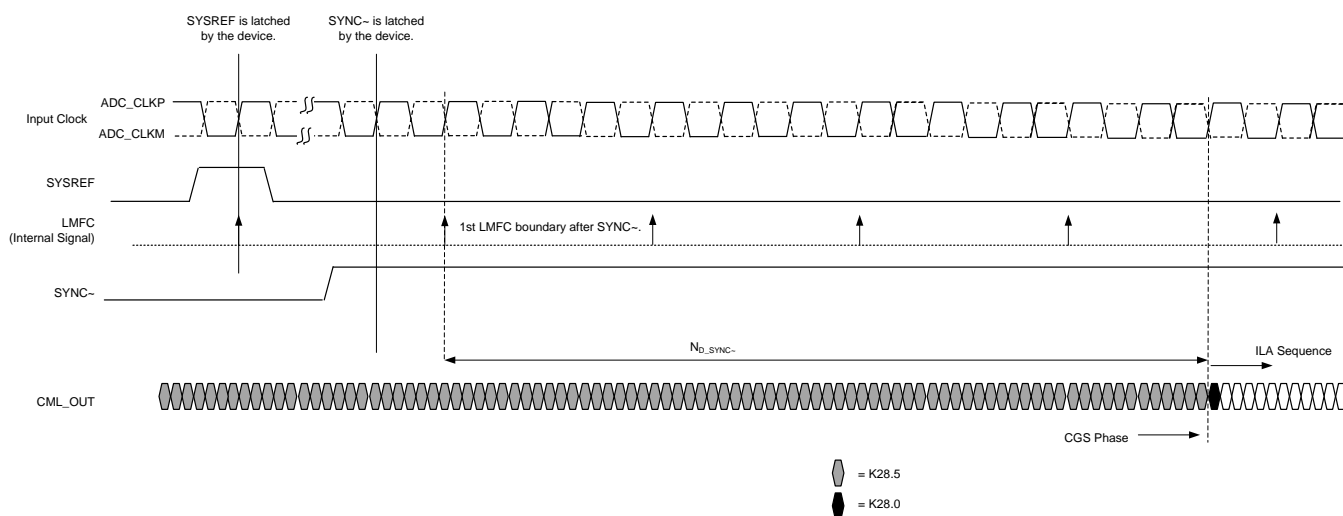 SYSREF is latched
by the device.
SYNC~ is latched
by the device.
ADC_CLKP
Input Clock
ADC_CLKM
SYSREF
LMFC
(Internal Signal)
1st LMFC boundary after SYNC~.
SYNC~
ND_SYNC~
ILA Sequence
CML_OUT
CGS Phase
= K28.5
= K28.0